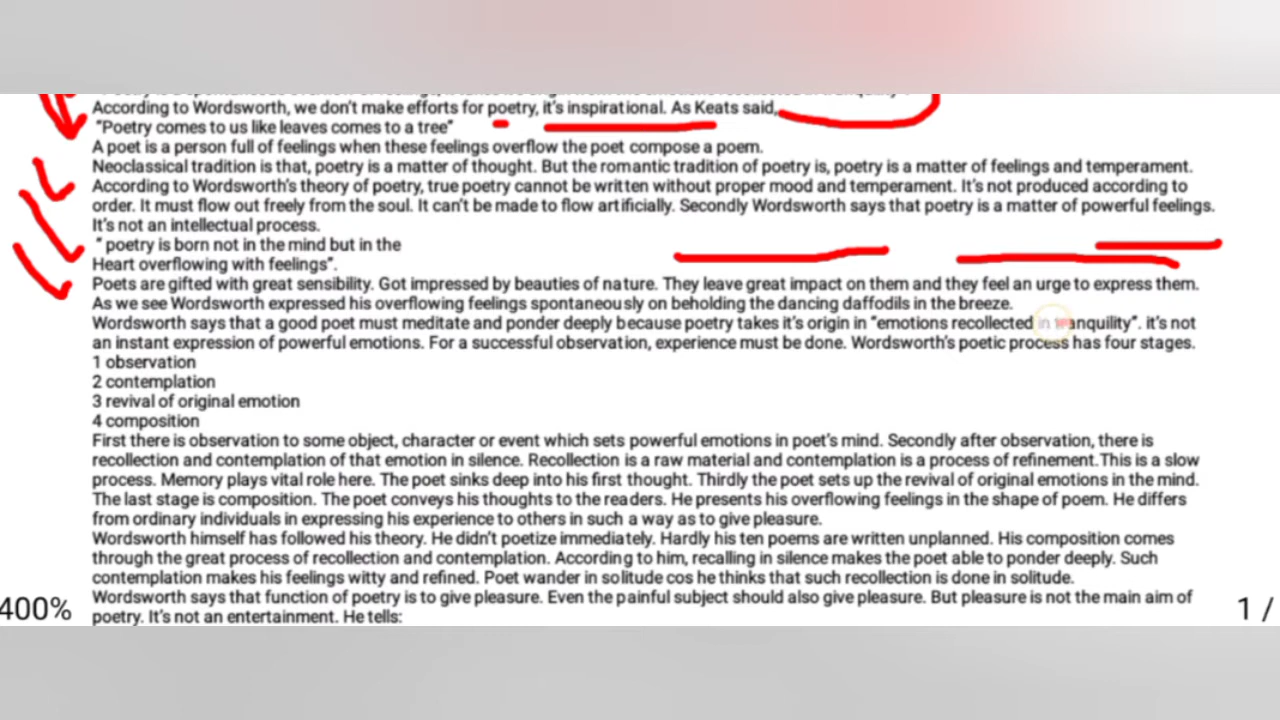 According to Wordsworth, we don't make efforts for poetry, it's inspirational. As Keats said,
"Poetry comes to us like leaves comes to a tree"
A poet is a person full of feelings when these feelings overflow the poet compose a poem.
Neoclassical tradition is that, poetry is a matter of thought. But the romantic tradition of poetry is, poetry is a matter of feelings and temperament.
According to Wordsworth's theory of poetry, true poetry cannot be written without proper mood and temperament. It's not produced according to
order. It must flow out freely from the soul. It can't be made to flow artificially. Secondly Wordsworth says that poetry is a matter of powerful feelings.
It's not an intellectual process.
" poetry is born not in the mind but in the
Heart overflowing with feelings".
Poets are gifted with great sensibility. Got impressed by beauties of nature. They leave great impact on them and they feel an urge to express them.
As we see Wordsworth expressed his overflowing feelings spontaneously on beholding the dancing daffodils in the breeze.
Wordsworth says that a good poet must meditate and ponder deeply because poetry takes it's origin in "emotions recollected in tranquility". it's not
an instant expression of powerful emotions. For a successful observation, experience must be done. Wordsworth's poetic process has four stages.
1 observation
2 contemplation
3 revival of original emotion
4 composition
First there is observation to some object, character or event which sets powerful emotions in poet's mind. Secondly after observation, there is
recollection and contemplation of that emotion in silence. Recollection is a raw material and contemplation is a process of refinement.This is a slow
process. Memory plays vital role here. The poet sinks deep into his first thought. Thirdly the poet sets up the revival of original emotions in the mind.
The last stage is composition. The poet conveys his thoughts to the readers. He presents his overflowing feelings in the shape of poem. He differs
from ordinary individuals in expressing his experience to others in such a way as to give pleasure.
Wordsworth himself has followed his theory. He didn't poetize immediately. Hardly his ten poems are written unplanned. His composition comes
through the great process of recollection and contemplation. According to him, recalling in silence makes the poet able to ponder deeply. Such
contemplation makes his feelings witty and refined. Poet wander in solitude cos he thinks that such recollection is done in solitude.
Wordsworth says that function of poetry is to give pleasure. Even the painful subject should also give pleasure. But pleasure is not the main aim of
poetry. It's not an entertainment. He tells:
400%
1 /